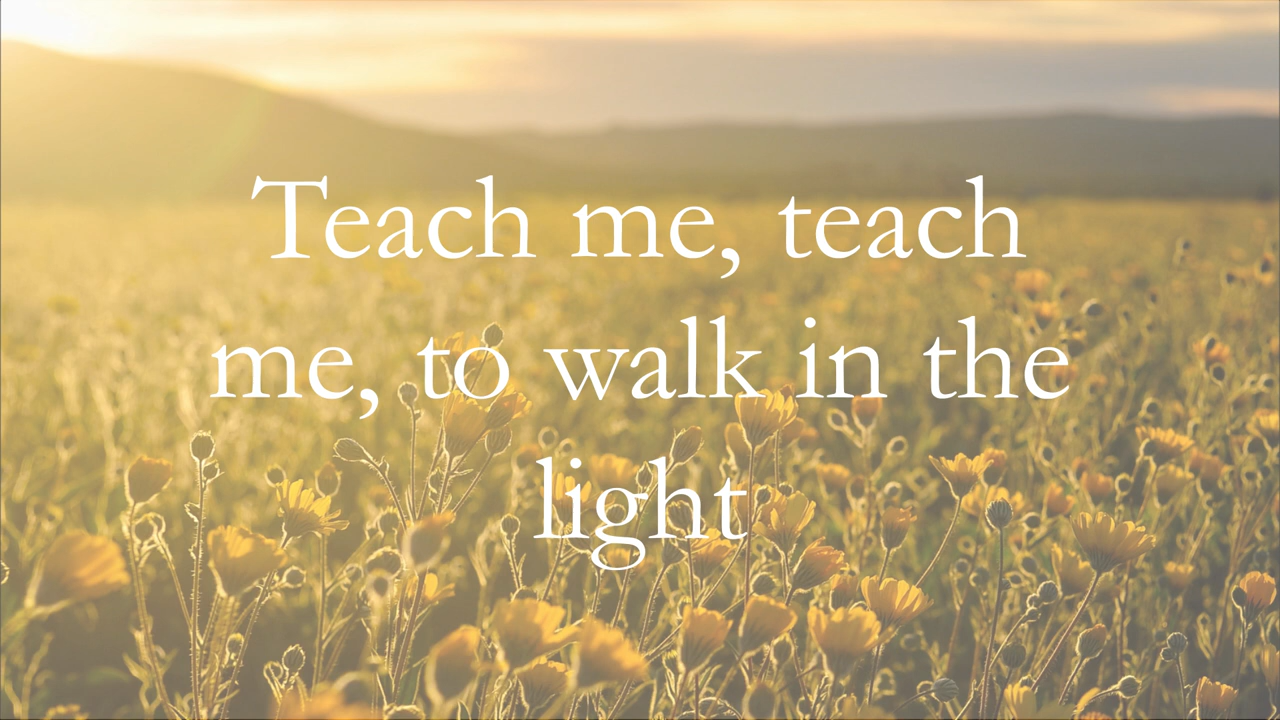 Teach me, teach
me, to walk in the
light